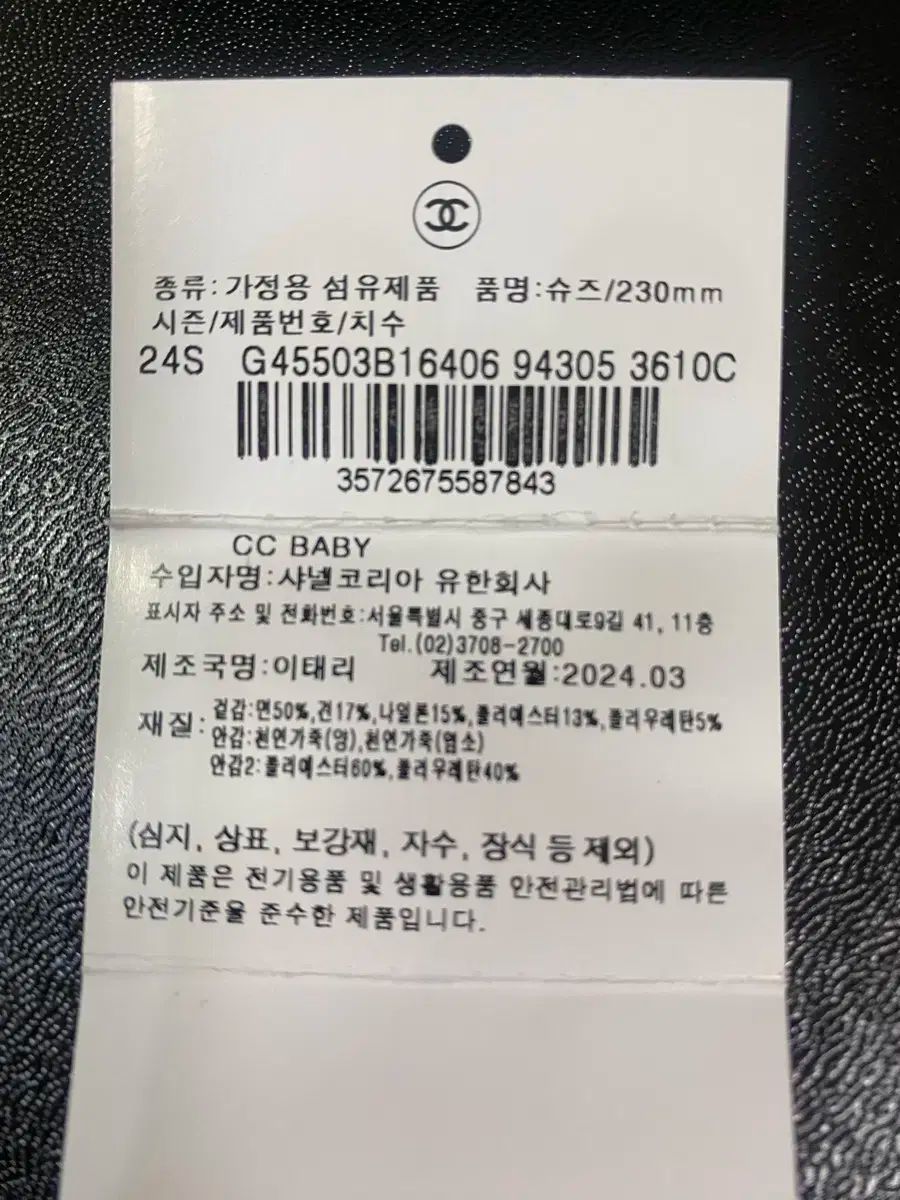 종류:가정용 섬유제품 품명:슈즈/230mm
시즌/제품번호/치수
24S G45503B16406 94305 3610C
3572675587843
CC BABY
수입자명:샤넬코리아 유한회사
표시자 주소 및 전화번호:서울특별시 중구 세종대로9길 41, 11층
Tel.(02)3708-2700
제조국명:이태리 제조연월:2024.03
재질:겉감:면50%,견17%,나일론15%,폴리에스터13%,폴리우레탄5%
안감:천연가죽(양),천연가죽(염소)
안감2:폴리에스터60%,폴리우레탄40%
(심지, 상표, 보강재, 자수, 장식 등 제외)
이 제품은 전기용품 및 생활용품 안전관리법에 따른
안전기준을 준수한 제품입니다.